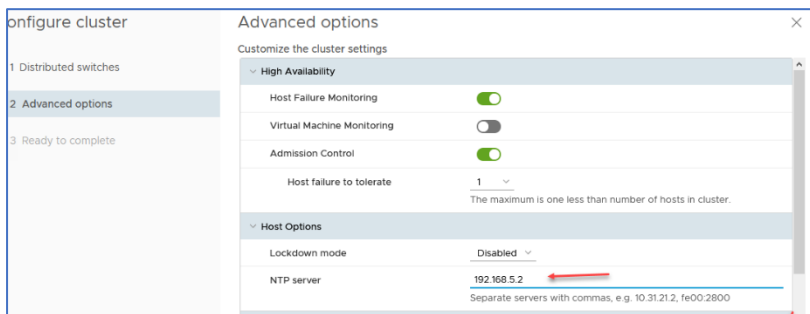 onfigure cluster
Advanced options
Customize the cluster settings
1 Distributed switches
2 Advanced options
3 Ready to complete
High Availability
Host Failure Monitoring
Virtual Machine Monitoring
Admission Control
Host failure to tolerate 1
The maximum is one less than number of hosts in cluster.
Host Options
Lockdown mode Disabled
NTP server 192.168.5.2
Separate servers with commas, e.g. 10.31.21.2, fe00:2800